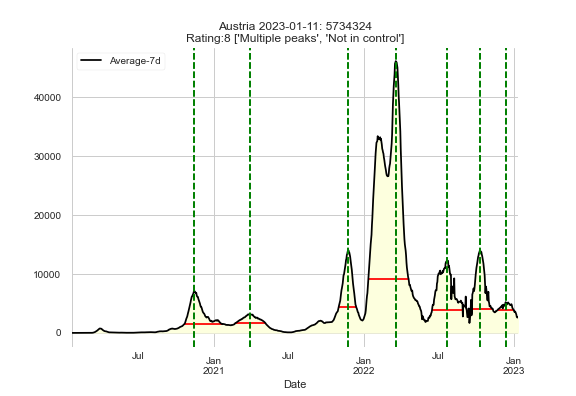 Austria 2023-01-11: 5734324
Rating:8 ['Multiple peaks', 'Not in control']
Average-7d
40000
30000
20000
10000
0
Jul Jan Jul Jan Jul Jan
2021 2022 2023
Date